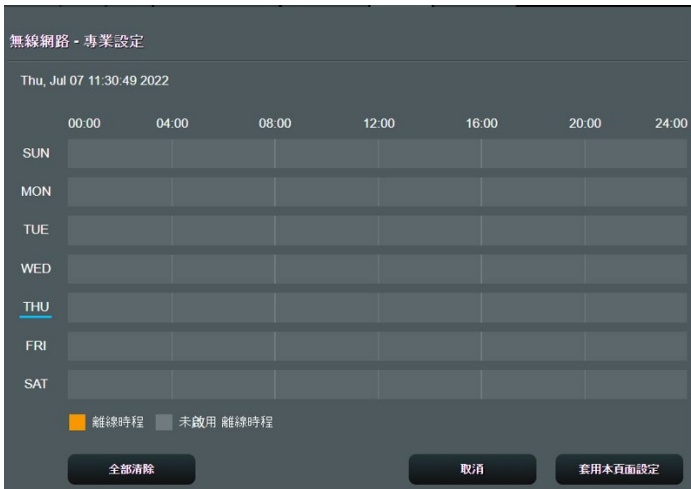 無線網路 - 專業設定
Thu, Jul 07 11:30:49 2022
00:00 04:00 08:00 12:00 16:00 20:00 24:00
SUN
MON
TUE
WED
THU
FRI
SAT
離線時程 未啟用 離線時程
全部清除 取消 套用本頁面設定